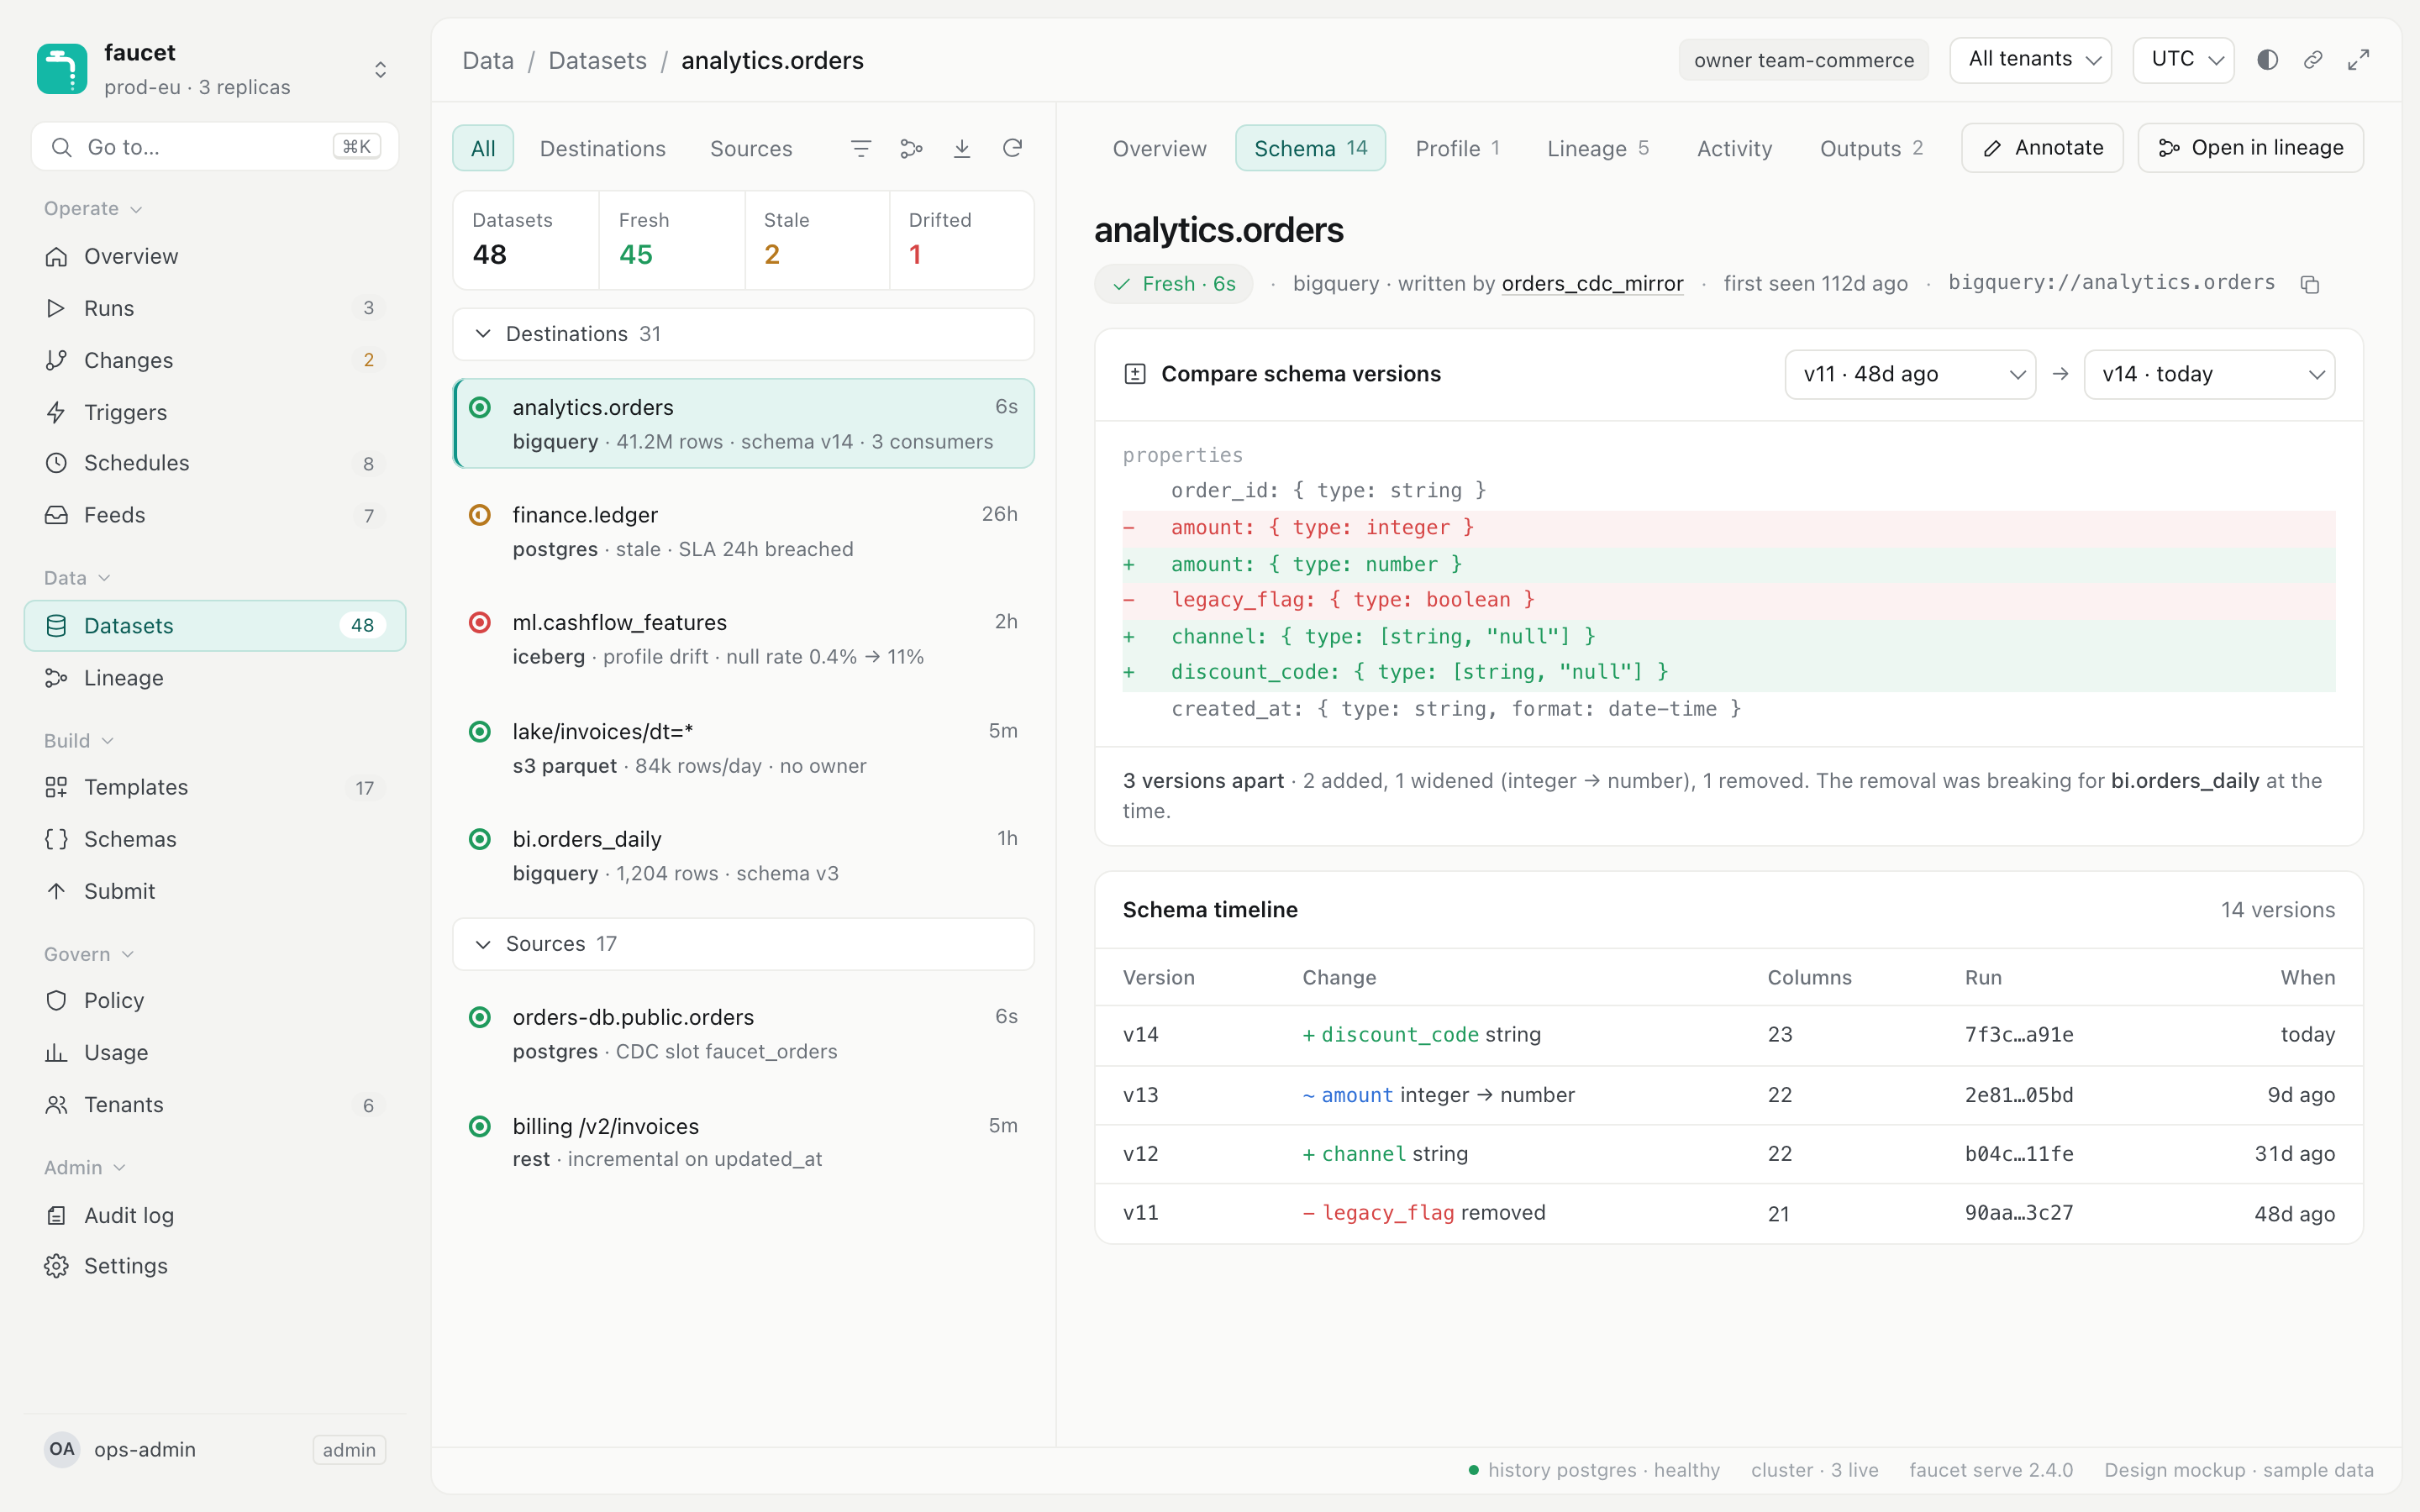 faucet
prod-eu · 3 replicas
Go to...
⌘K
Operate
Overview
Runs 3
Changes 2
Triggers
Schedules 8
Feeds 7
Data
Datasets 48
Lineage
Build
Templates 17
Schemas
Submit
Govern
Policy
Usage
Tenants 6
Admin
Audit log
Settings
OA ops-admin admin
Data / Datasets / analytics.orders
owner team-commerce
All tenants
UTC
All Destinations Sources
Datasets Fresh Stale Drifted
48 45 2 1
Destinations 31
analytics.orders 6s
bigquery · 41.2M rows · schema v14 · 3 consumers
finance.ledger 26h
postgres · stale · SLA 24h breached
ml.cashflow_features 2h
iceberg · profile drift · null rate 0.4% → 11%
lake/invoices/dt=* 5m
s3 parquet · 84k rows/day · no owner
bi.orders_daily 1h
bigquery · 1,204 rows · schema v3
Sources 17
orders-db.public.orders 6s
postgres · CDC slot faucet_orders
billing /v2/invoices 5m
rest · incremental on updated_at
Overview Schema 14 Profile 1 Lineage 5 Activity Outputs 2 Annotate Open in lineage
analytics.orders
Fresh · 6s · bigquery · written by orders_cdc_mirror · first seen 112d ago · bigquery://analytics.orders
Compare schema versions v11 · 48d ago → v14 · today
properties
order_id: { type: string }
− amount: { type: integer }
+ amount: { type: number }
− legacy_flag: { type: boolean }
+ channel: { type: [string, "null"] }
+ discount_code: { type: [string, "null"] }
created_at: { type: string, format: date-time }
3 versions apart · 2 added, 1 widened (integer → number), 1 removed. The removal was breaking for bi.orders_daily at the
time.
Schema timeline 14 versions
Version Change Columns Run When
v14 + discount_code string 23 7f3c…a91e today
v13 ~ amount integer → number 22 2e81…05bd 9d ago
v12 + channel string 22 b04c…11fe 31d ago
v11 − legacy_flag removed 21 90aa…3c27 48d ago
history postgres · healthy cluster · 3 live faucet serve 2.4.0 Design mockup · sample data